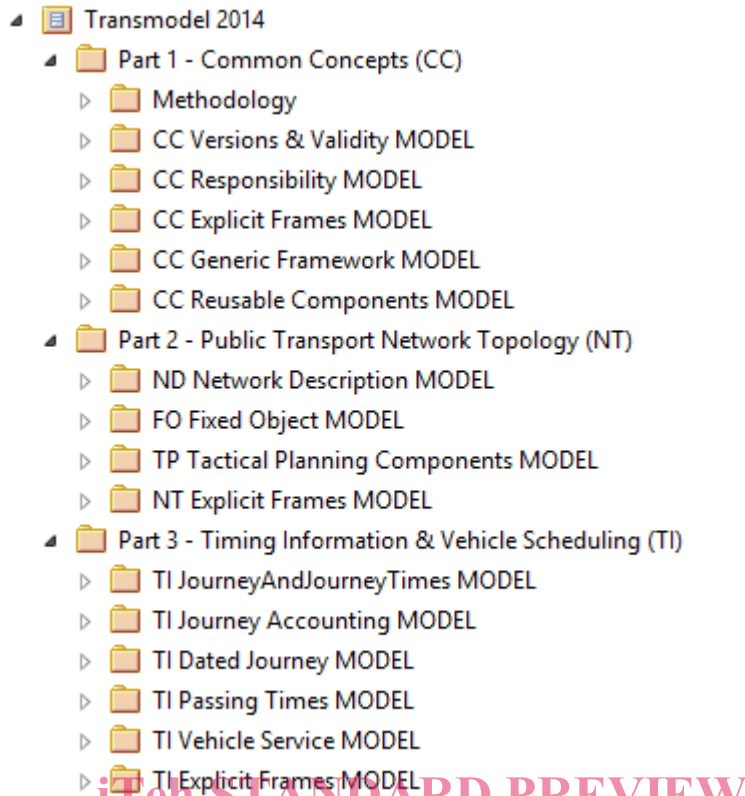 Transmodel 2014
Part 1 - Common Concepts (CC)
Methodology
CC Versions & Validity MODEL
CC Responsibility MODEL
CC Explicit Frames MODEL
CC Generic Framework MODEL
CC Reusable Components MODEL
Part 2 - Public Transport Network Topology (NT)
ND Network Description MODEL
FO Fixed Object MODEL
TP Tactical Planning Components MODEL
NT Explicit Frames MODEL
Part 3 - Timing Information & Vehicle Scheduling (TI)
TI JourneyAndJourneyTimes MODEL
TI Journey Accounting MODEL
TI Dated Journey MODEL
TI Passing Times MODEL
TI Vehicle Service MODEL
TI Explicit Frames MODEL
iTeh STANDARD PREVIEW